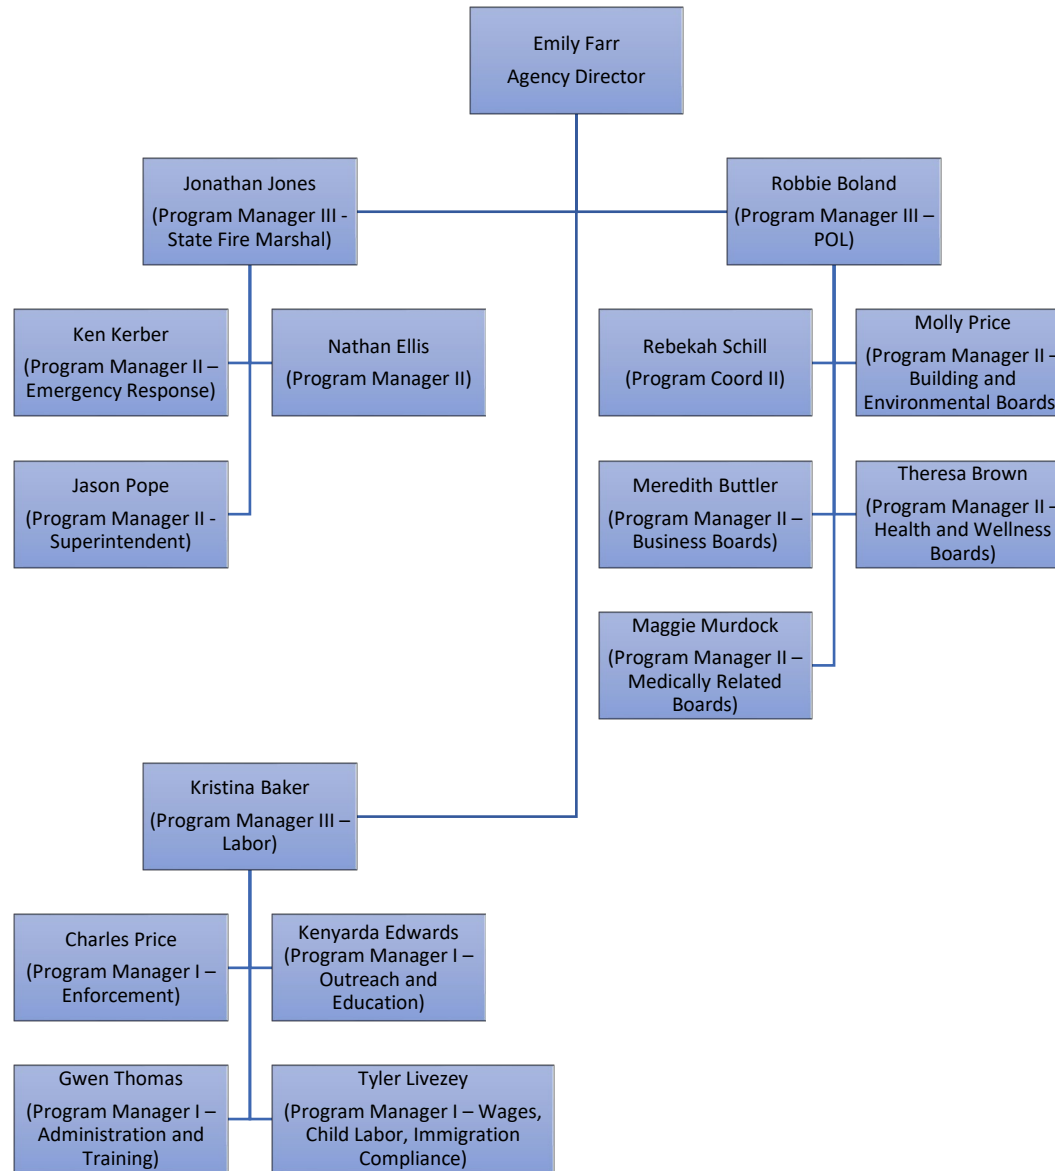 Emily Farr
Agency Director
Jonathan Jones
(Program Manager III -
State Fire Marshal)
Robbie Boland
(Program Manager III –
POL)
Ken Kerber
(Program Manager II –
Emergency Response)
Nathan Ellis
(Program Manager II)
Rebekah Schill
(Program Coord II)
Molly Price
(Program Manager II –
Building and
Environmental Boards
Jason Pope
(Program Manager II -
Superintendent)
Meredith Buttler
(Program Manager II –
Business Boards)
Theresa Brown
(Program Manager II –
Health and Wellness
Boards)
Maggie Murdock
(Program Manager II –
Medically Related
Boards)
Kristina Baker
(Program Manager III –
Labor)
Charles Price
(Program Manager I –
Enforcement)
Kenyarda Edwards
(Program Manager I –
Outreach and
Education)
Gwen Thomas
(Program Manager I –
Administration and
Training)
Tyler Livezey
(Program Manager I – Wages,
Child Labor, Immigration
Compliance)